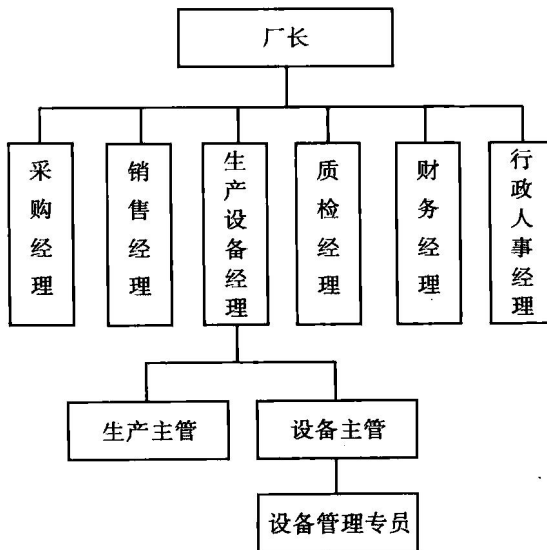 厂长
采购经理
销售经理
生产设备经理
质检经理
财务经理
行政人事经理
生产主管
设备主管
设备管理专员